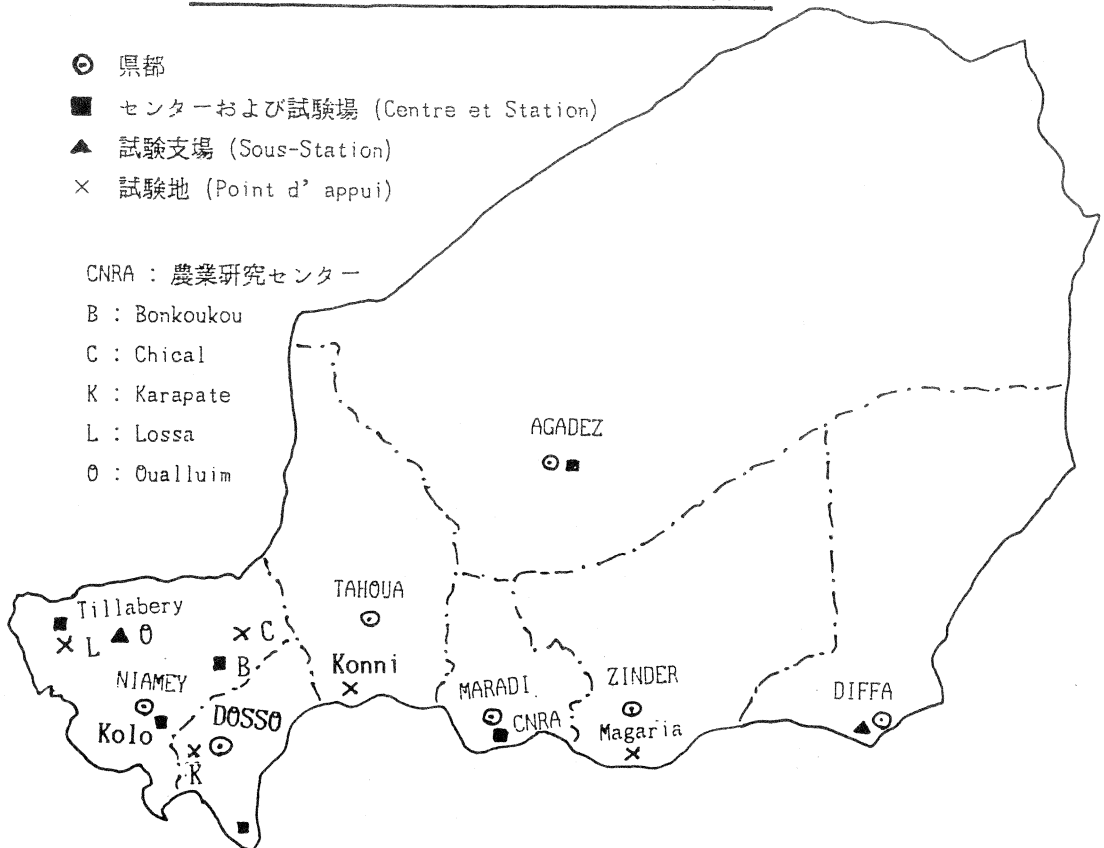 県都
センターおよび試験場 (Centre et Station)
試験支場 (Sous-Station)
試験地 (Point d' appui)
CNRA : 農業研究センター
B : Bonkoukou
C : Chical
K : Karapate
L : Lossa
O : Oualluim
AGADEZ
TAHOUA
Tillabery
O
C
L
B
Konni
NIAMEY
MARADI
ZINDER
DIFFA
DOSSO
CNRA
Kolo
Magaria
K